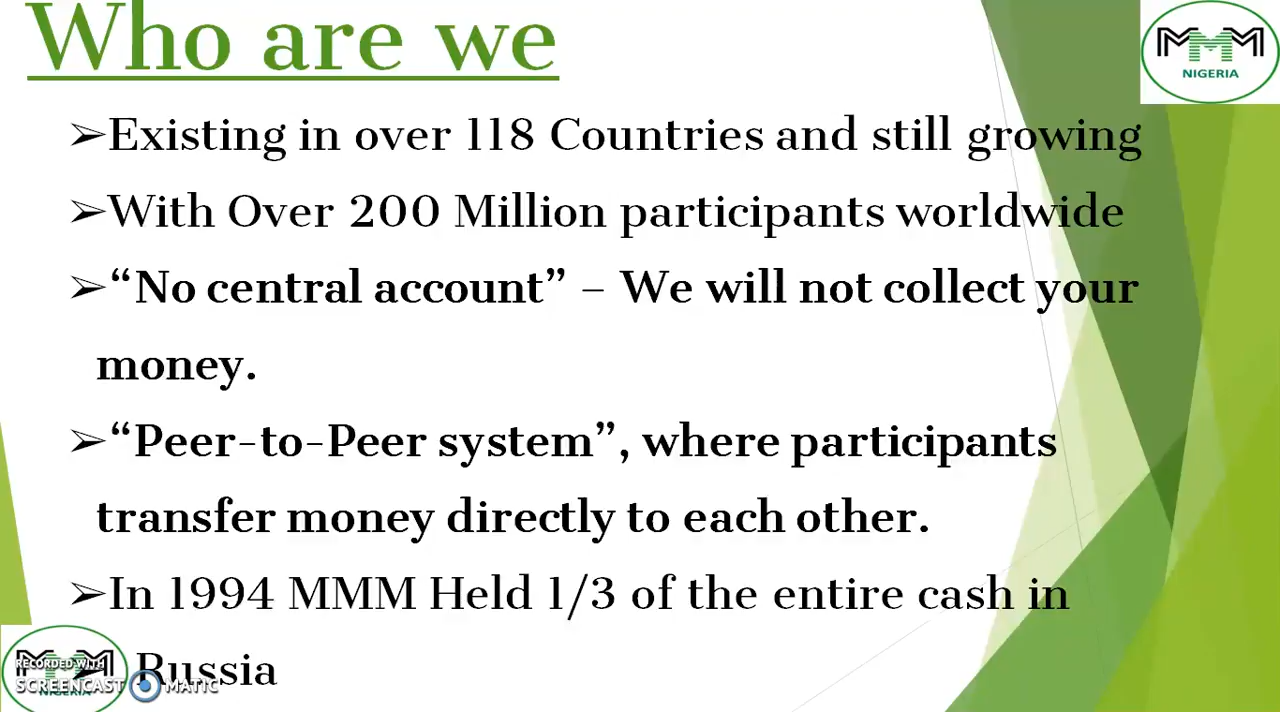 Who are we
MMM
NIGERIA
➢Existing in over 118 Countries and still growing
➢With Over 200 Million participants worldwide
➢“No central account” – We will not collect your
money.
➢“Peer-to-Peer system”, where participants
transfer money directly to each other.
➢In 1994 MMM Held 1/3 of the entire cash in
Russia
RECORDED WITH
SCREENCAST MATIC
NIGERIA